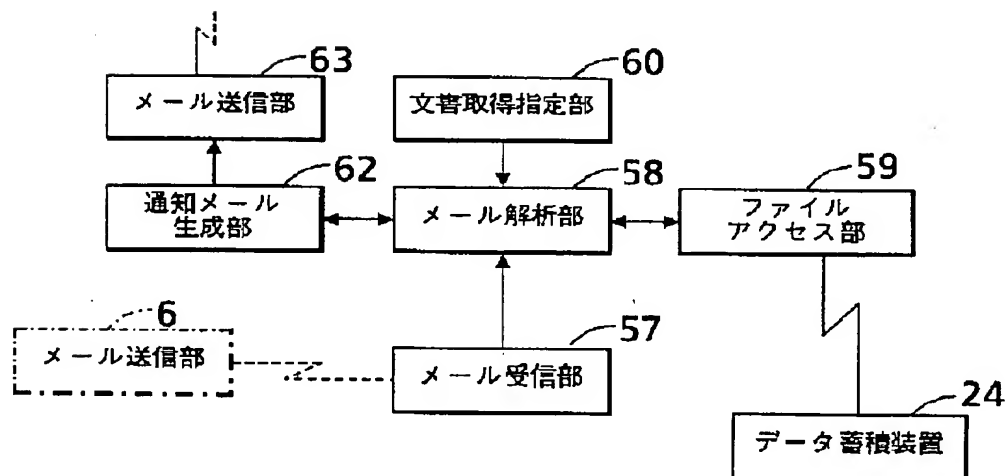 63
メール送信部
60
文書取得指定部
62
通知メール
生成部
58
メール解析部
59
ファイル
アクセス部
6
メール送信部
57
メール受信部
24
データ蓄積装置